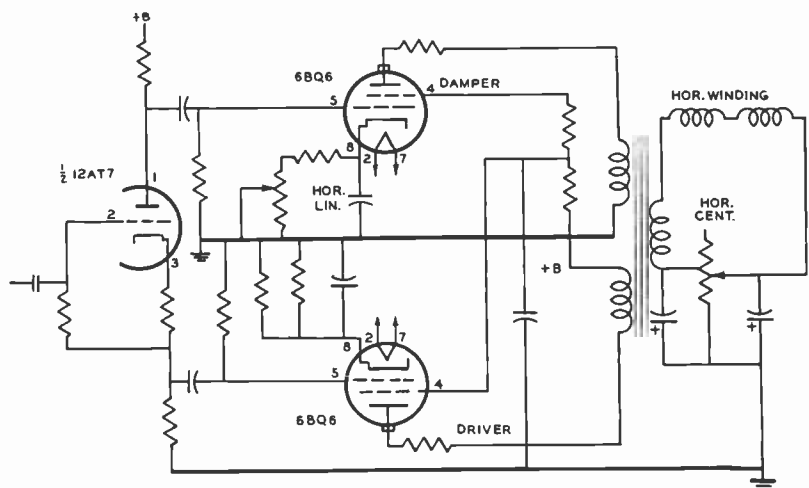 +B
6BQ6
4
DAMPER
5
HOR. WINDING
8
2
7
½ 12AT7
1
HOR.
LIN.
HOR.
CENT.
2
3
+B
+
+
2
7
8
5
4
6BQ6
DRIVER